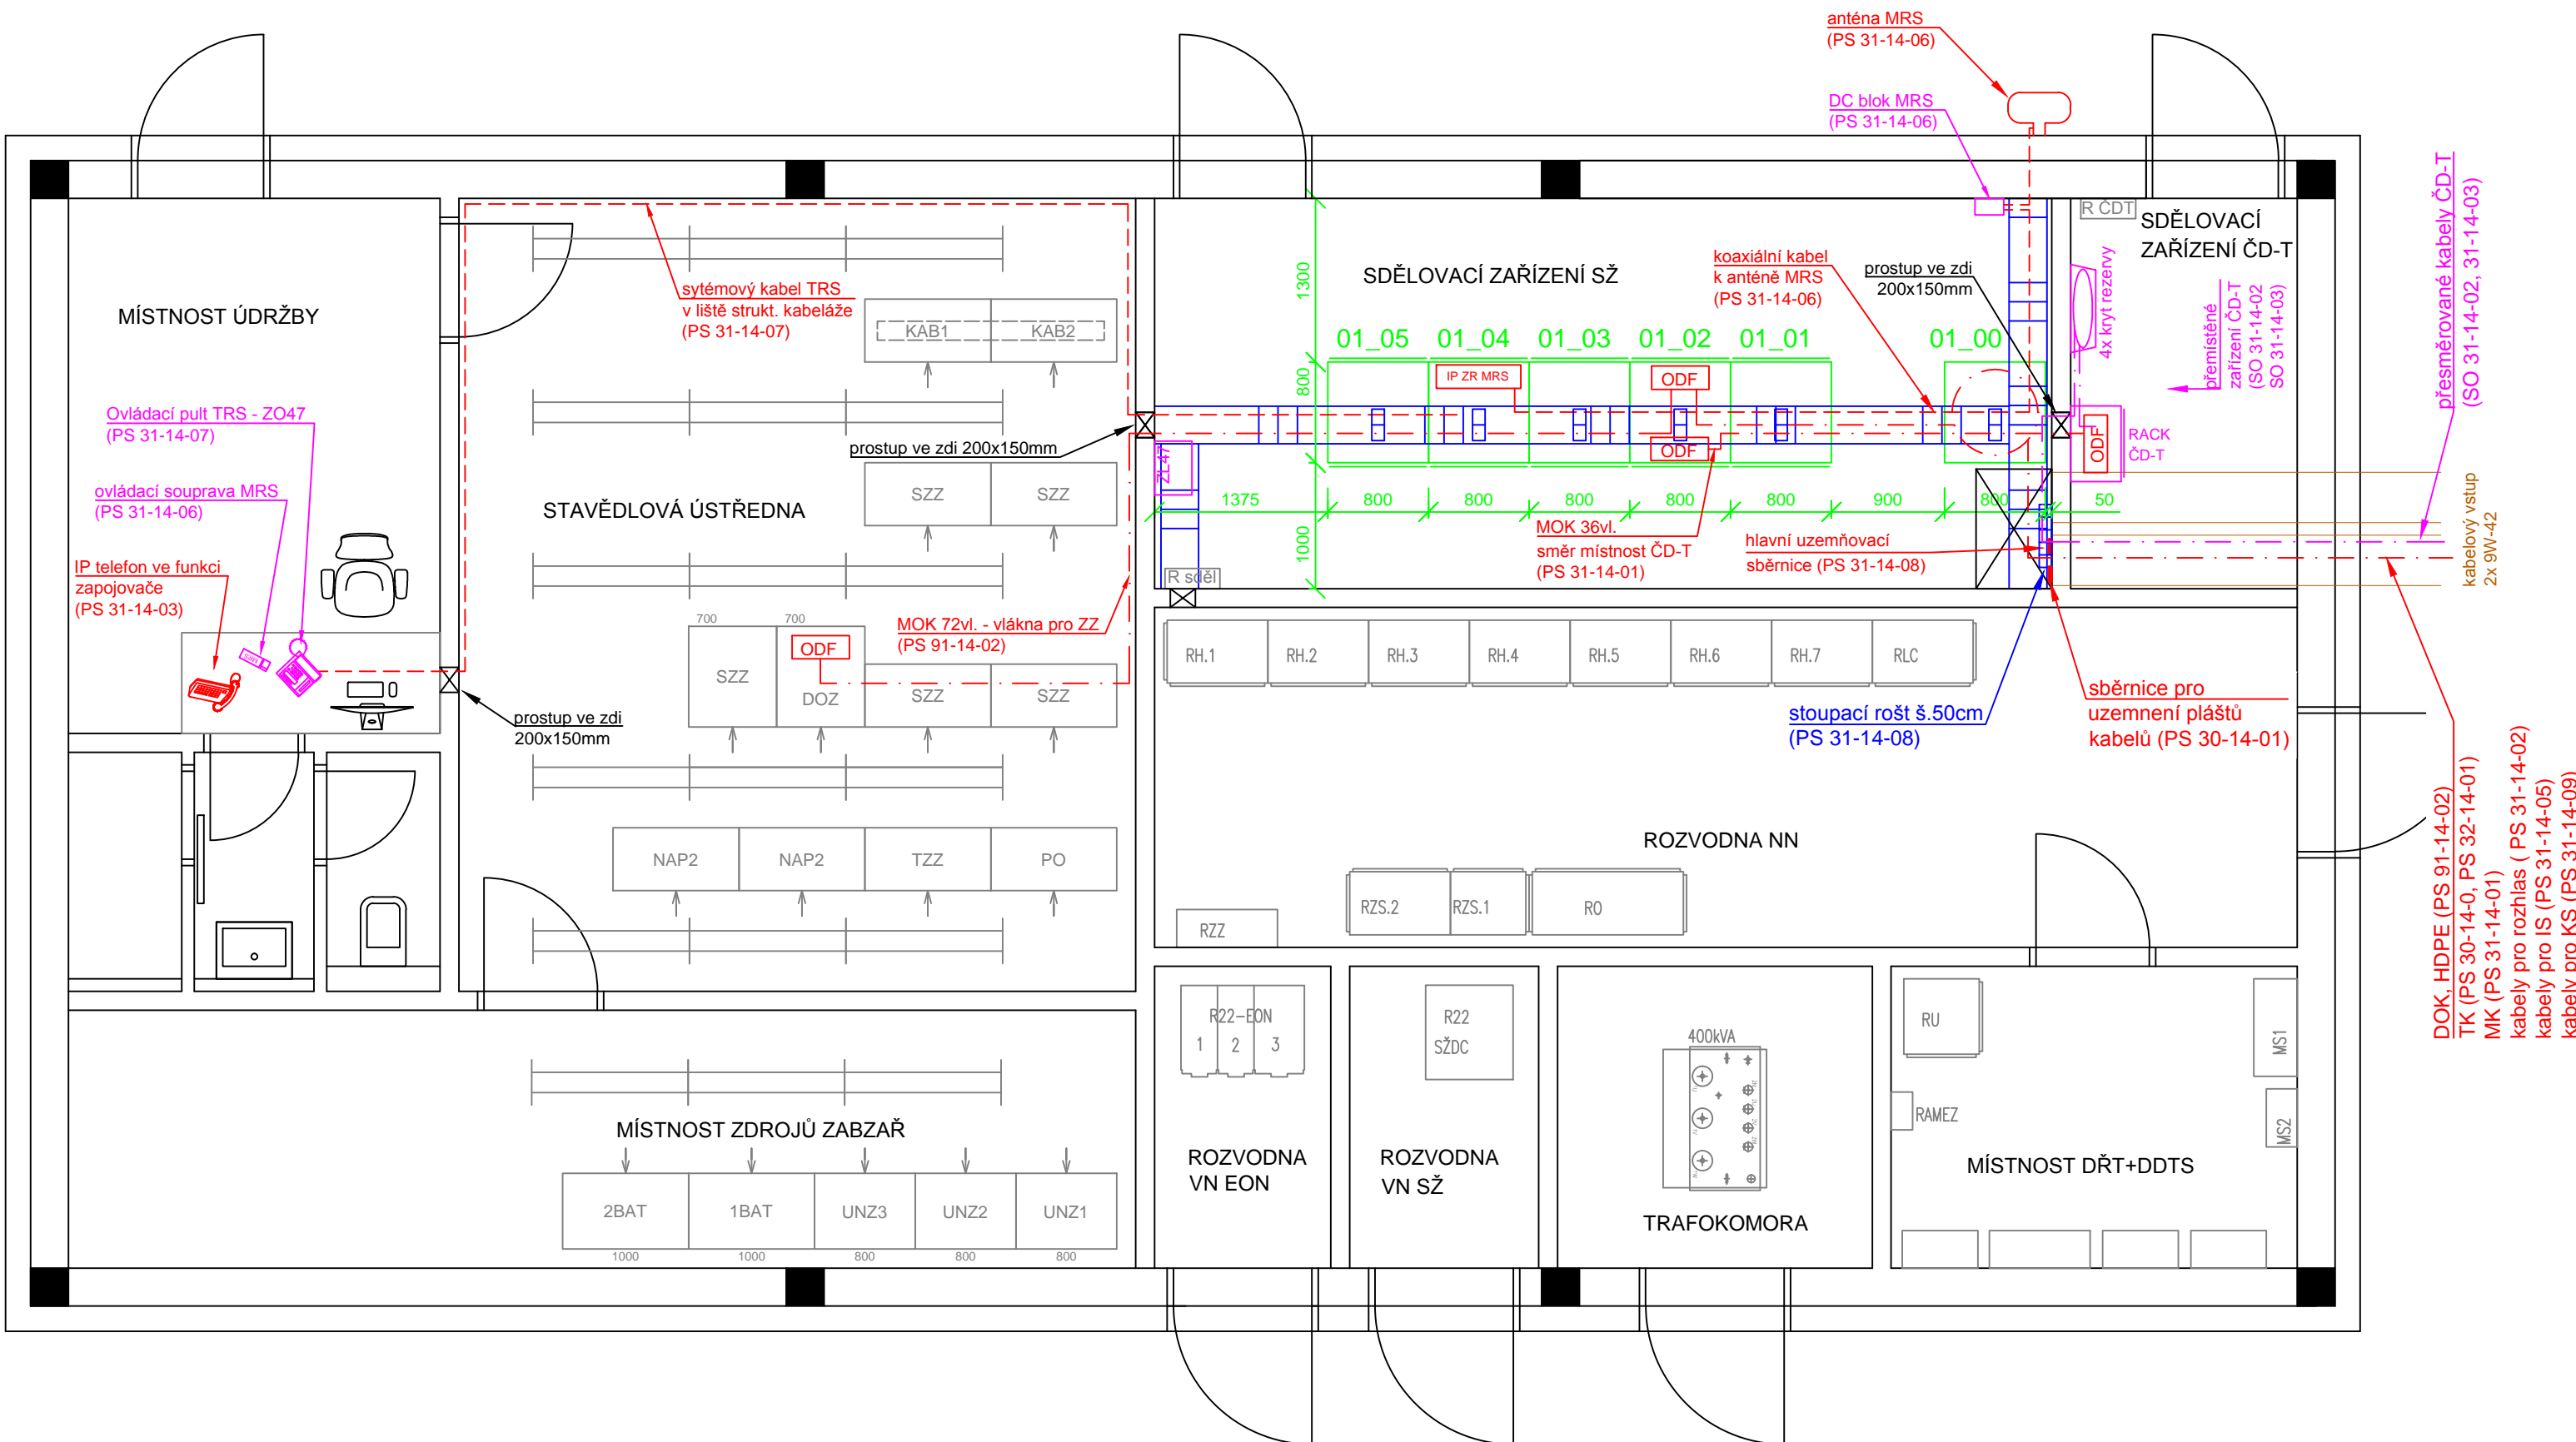 anténa MRS
(PS 31-14-06)
DC blok MRS
(PS 31-14-06)
MÍSTNOST ÚDRŽBY
Ovládací pult TRS - ZO47
(PS 31-14-07)
ovládací souprava MRS
(PS 31-14-06)
IP telefon ve funkci
zapojovače
(PS 31-14-03)
MRS
prostup ve zdi
200x150mm
sytémový kabel TRS
v liště strukt. kabeláže
(PS 31-14-07)
KAB1
KAB2
prostup ve zdi 200x150mm
STAVĚDLOVÁ ÚSTŘEDNA
SZZ
SZZ
700
700
SZZ
ODF
DOZ
SZZ
SZZ
MOK 72vl. - vlákna pro ZZ
(PS 91-14-02)
NAP2
NAP2
TZZ
PO
MÍSTNOST ZDROJŮ ZABZAŘ
2BAT
1BAT
UNZ3
UNZ2
UNZ1
1000
1000
800
800
800
SDĚLOVACÍ ZAŘÍZENÍ SŽ
koaxiální kabel
k anténě MRS
(PS 31-14-06)
prostup ve zdi
200x150mm
1300
800
1000
01_05
01_04
01_03
01_02
01_01
01_00
IP ZR MRS
ODF
ODF
ZL47
1375
800
800
800
800
800
900
800
50
MOK 36vl.
směr místnost ČD-T
(PS 31-14-01)
hlavní uzemňovací
sběrnice (PS 31-14-08)
R sděl
R ČDT
SDĚLOVACÍ
ZAŘÍZENÍ ČD-T
4x kryt rezervy
přemístěné
zařízení ČD-T
(SO 31-14-02
SO 31-14-03)
ODF
RACK
ČD-T
přesměrované kabely ČD-T
(SO 31-14-02, 31-14-03)
kabelový vstup
2x 9W-42
RH.1
RH.2
RH.3
RH.4
RH.5
RH.6
RH.7
RLC
stoupací rošt š.50cm
(PS 31-14-08)
sběrnice pro
uzemnení pláštů
kabelů (PS 30-14-01)
ROZVODNA NN
RZZ
RZS.2
RZS.1
RO
DOK, HDPE (PS 91-14-02)
TK (PS 30-14-0, PS 32-14-01)
MK (PS 31-14-01)
kabely pro rozhlas ( PS 31-14-02)
kabely pro IS (PS 31-14-05)
kabely pro KS (PS 31-14-09)
R22-EON
1
2
3
ROZVODNA
VN EON
R22
SŽDC
ROZVODNA
VN SŽ
400kVA
TRAFOKOMORA
RU
RAMEZ
MS1
MS2
MÍSTNOST DŘT+DDTS